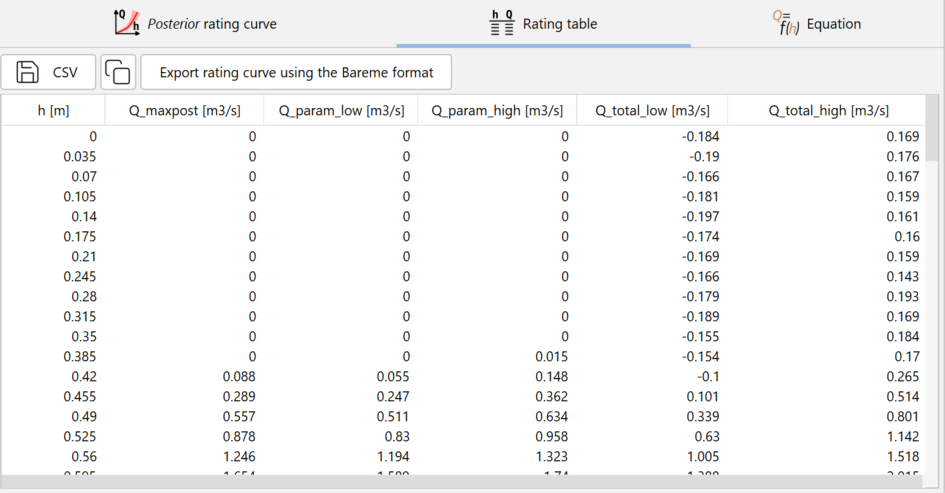 Posterior rating curve h Q Rating table Q= f(h) Equation
CSV Export rating curve using the Bareme format
h [m] Q_maxpost [m3/s] Q_param_low [m3/s] Q_param_high [m3/s] Q_total_low [m3/s] Q_total_high [m3/s]
0 0 0 0 -0.184 0.169
0.035 0 0 0 -0.19 0.176
0.07 0 0 0 -0.166 0.167
0.105 0 0 0 -0.181 0.159
0.14 0 0 0 -0.197 0.161
0.175 0 0 0 -0.174 0.16
0.21 0 0 0 -0.169 0.159
0.245 0 0 0 -0.166 0.143
0.28 0 0 0 -0.179 0.193
0.315 0 0 0 -0.189 0.169
0.35 0 0 0 -0.155 0.184
0.385 0 0 0.015 -0.154 0.17
0.42 0.088 0.055 0.148 -0.1 0.265
0.455 0.289 0.247 0.362 0.101 0.514
0.49 0.557 0.511 0.634 0.339 0.801
0.525 0.878 0.83 0.958 0.63 1.142
0.56 1.246 1.194 1.323 1.005 1.518